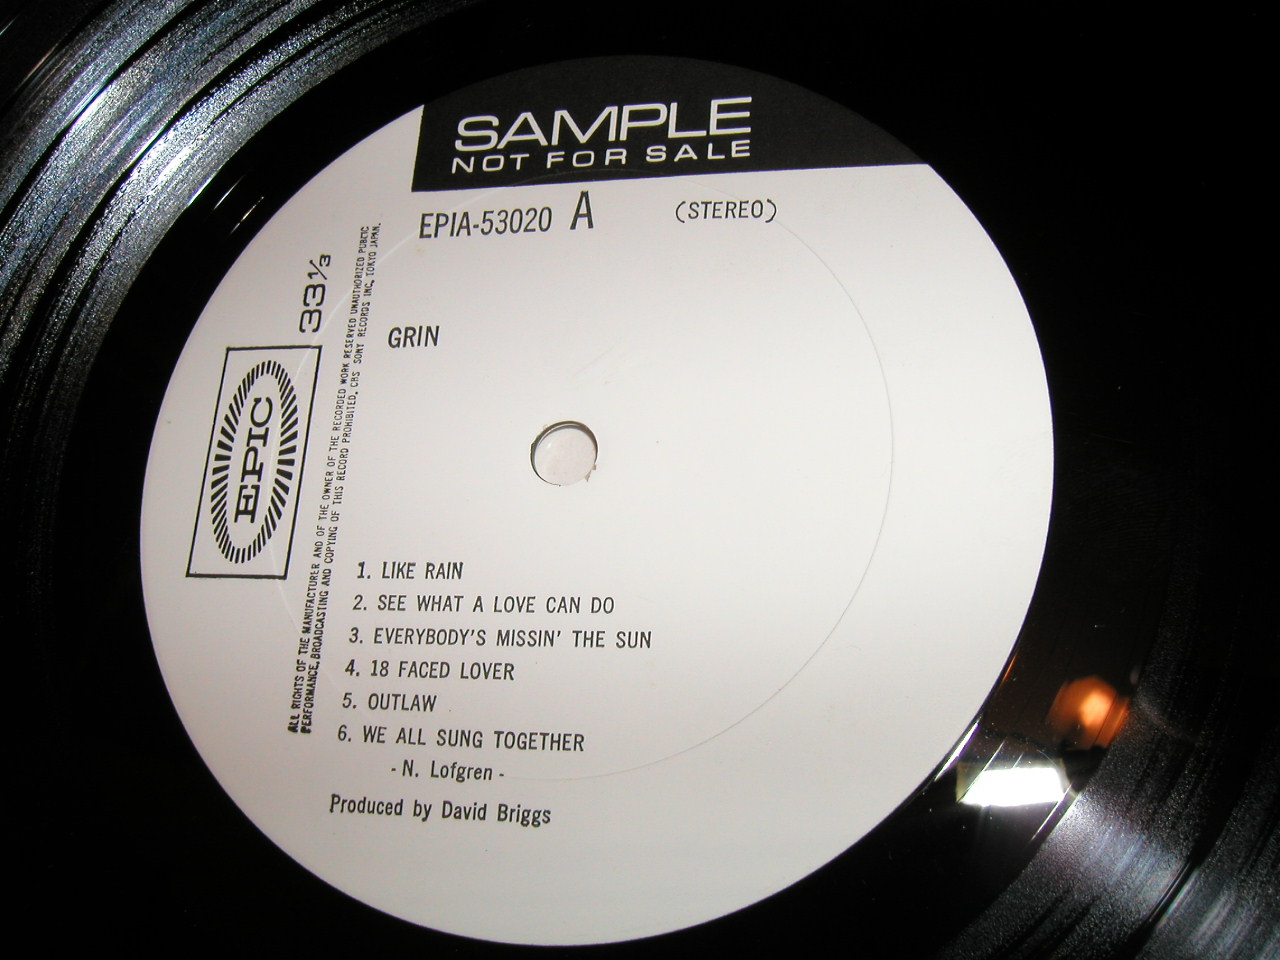 SAMPLE
NOT FOR SALE
EPIA-53020 A (STEREO)
33 1/3
GRIN
EPIC
ALL RIGHTS OF THE MANUFACTURER AND OF THE OWNER OF THE RECORDED WORK RESERVED UNAUTHORIZED PUBLIC
PERFORMANCE, BROADCASTING AND COPYING OF THIS RECORD PROHIBITED. CBS SONY RECORDS INC, TOKYO JAPAN.
1. LIKE RAIN
2. SEE WHAT A LOVE CAN DO
3. EVERYBODY'S MISSIN' THE SUN
4. 18 FACED LOVER
5. OUTLAW
6. WE ALL SUNG TOGETHER
- N. Lofgren -
Produced by David Briggs